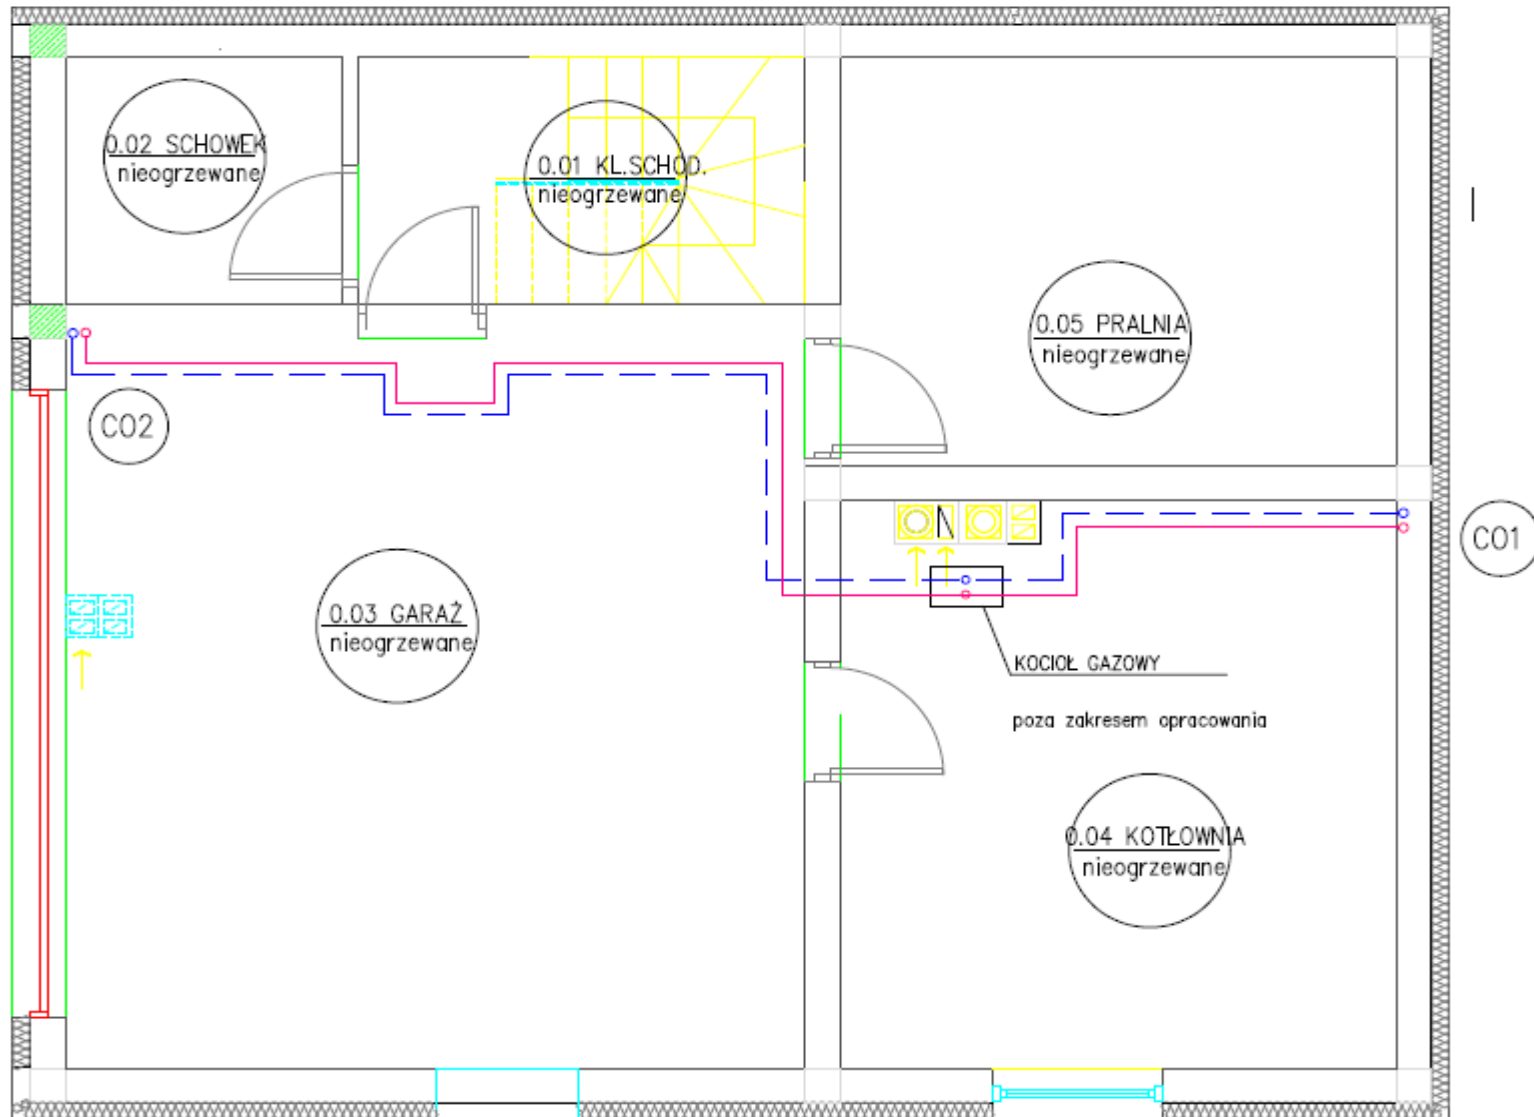 0.02 SCHOWEK
nieogrzewane
0.01 KL.SCHOD.
nieogrzewane
0.05 PRALNIA
nieogrzewane
CO2
CO1
0.03 GARAŻ
nieogrzewane
KOCIOŁ GAZOWY
poza zakresem opracowania
0.04 KOTŁOWNIA
nieogrzewane